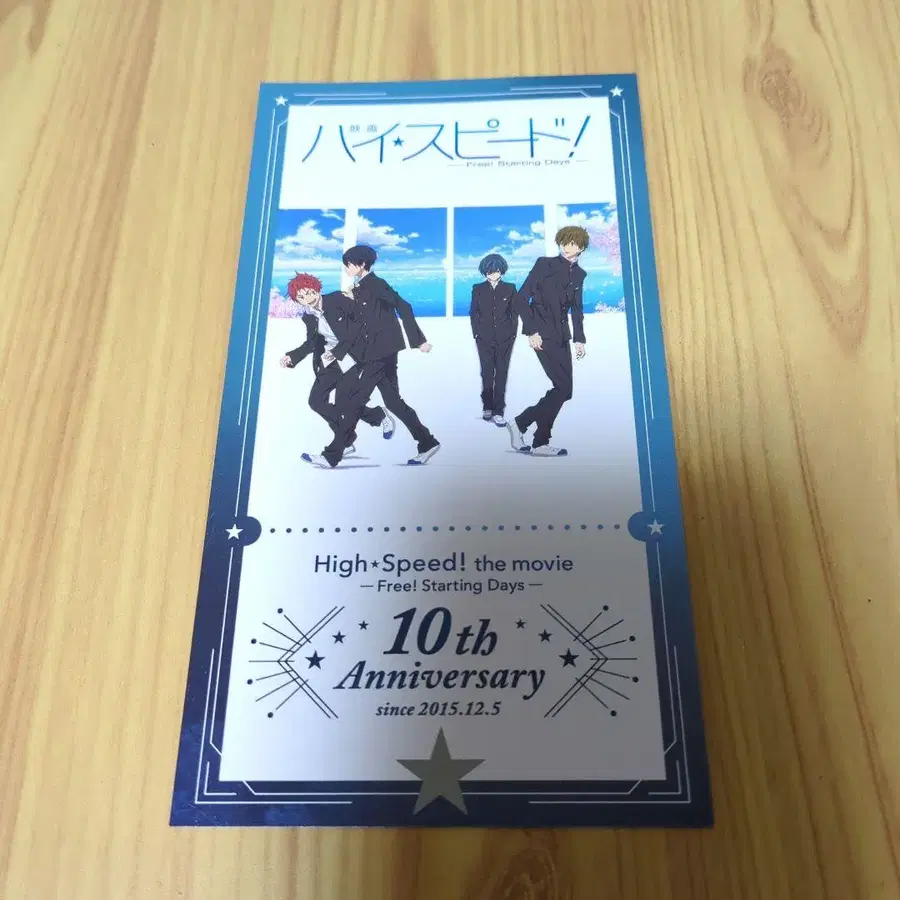 映画
ハイ★スピード!
— Free! Starting Days —
High★Speed! the movie
— Free! Starting Days —
10th
Anniversary
since 2015.12.5